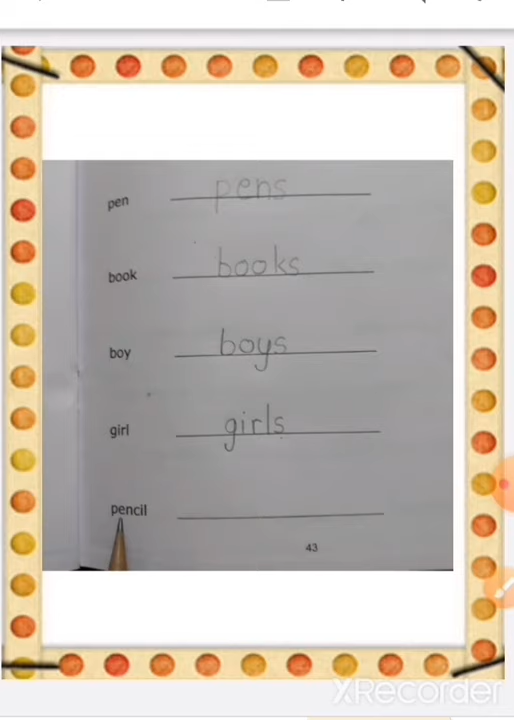 pen pens
book books
boy boys
girl girls
pencil
43
XRecorder